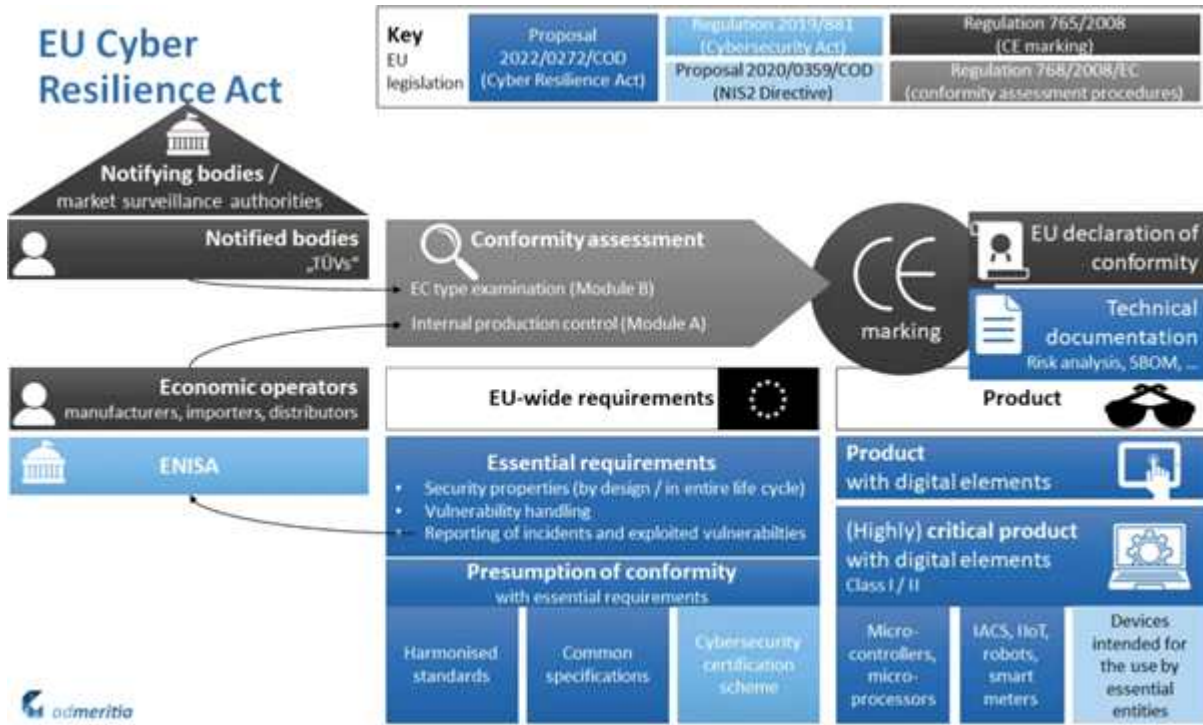 EU Cyber
Resilience Act
Key
EU
legislation
Proposal
2022/0272/COD
(Cyber Resilience Act)
Regulation 2019/881
(Cybersecurity Act)
Proposal 2020/0359/COD
(NIS2 Directive)
Regulation 765/2008
(CE marking)
Regulation 768/2008/EC
(conformity assessment procedures)
Notifying bodies /
market surveillance authorities
Notified bodies
„TÜVs“
Conformity assessment
EC type examination (Module B)
Internal production control (Module A)
CE
marking
EU declaration of
conformity
Technical
documentation
Risk analysis, SBOM, ...
Economic operators
manufacturers, importers, distributors
EU-wide requirements
Product
ENISA
Essential requirements
• Security properties (by design / in entire life cycle)
• Vulnerability handling
• Reporting of incidents and exploited vulnerabilties
Product
with digital elements
(Highly) critical product
with digital elements
Class I / II
Presumption of conformity
with essential requirements
Harmonised
standards
Common
specifications
Cybersecurity
certification
scheme
Micro-
controllers,
micro-
processors
IACS, IIoT,
robots,
smart
meters
Devices
intended for
the use by
essential
entities
admeritia